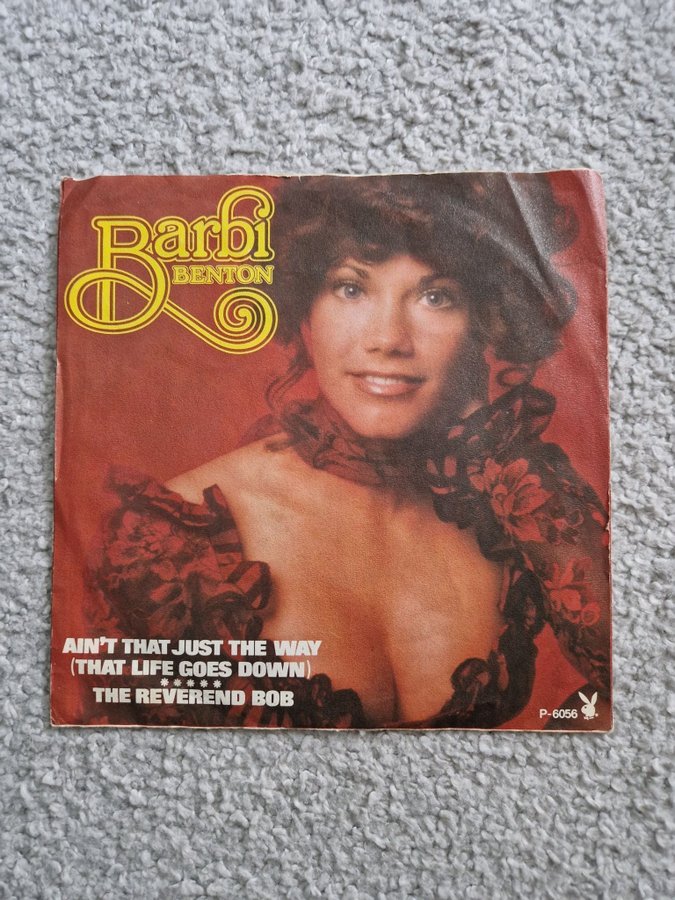 Barbi
BENTON
AIN'T THAT JUST THE WAY
(THAT LIFE GOES DOWN)
*****
THE REVEREND BOB
P-6056